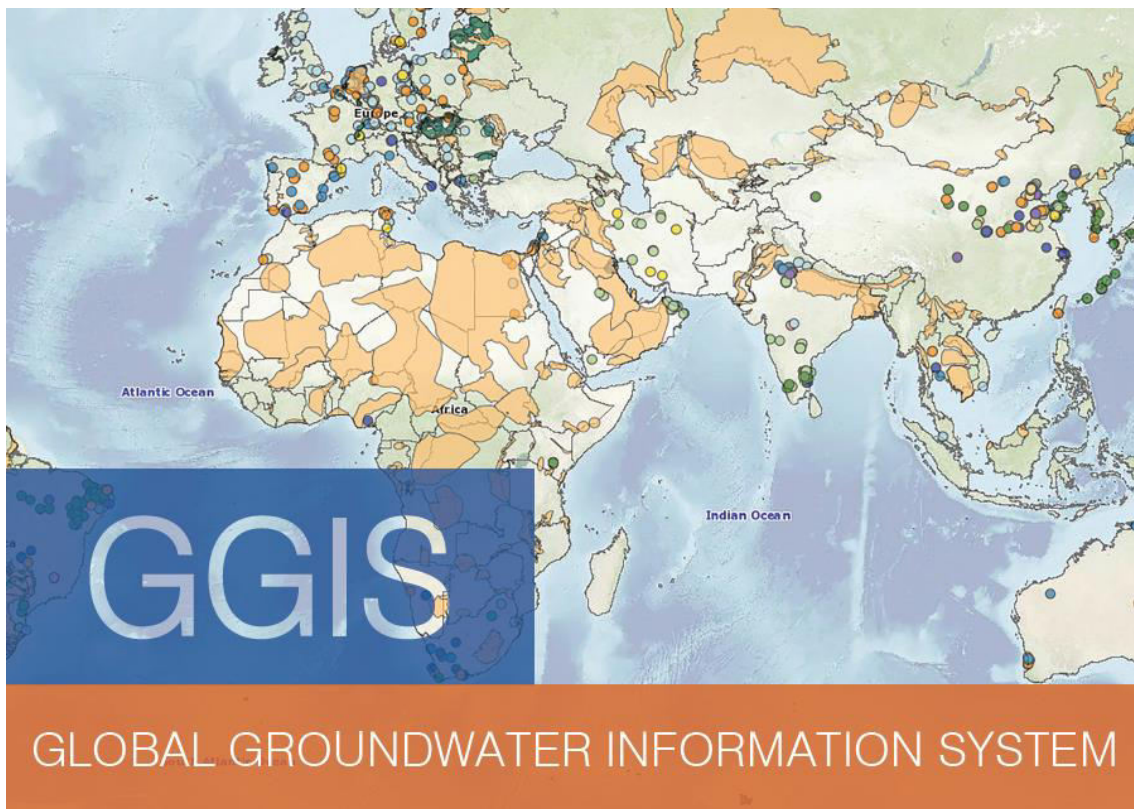 Europe
Atlantic Ocean
Africa
Indian Ocean
GGIS
GLOBAL GROUNDWATER INFORMATION SYSTEM